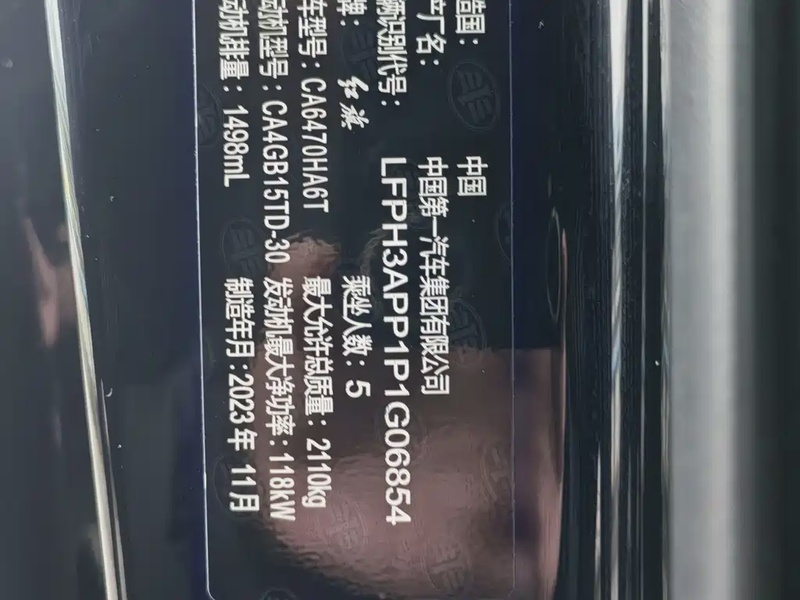 造国：中国
产厂名：中国第一汽车集团有限公司
辆识别代号：LFPH3APP1P1G06854
牌：红旗 乘坐人数：5
车型号：CA6470HA6T 最大允许总质量：2110kg
动机型号：CA4GB15TD-30 发动机最大净功率：118kW
动机排量：1498mL 制造年月：2023年 11月